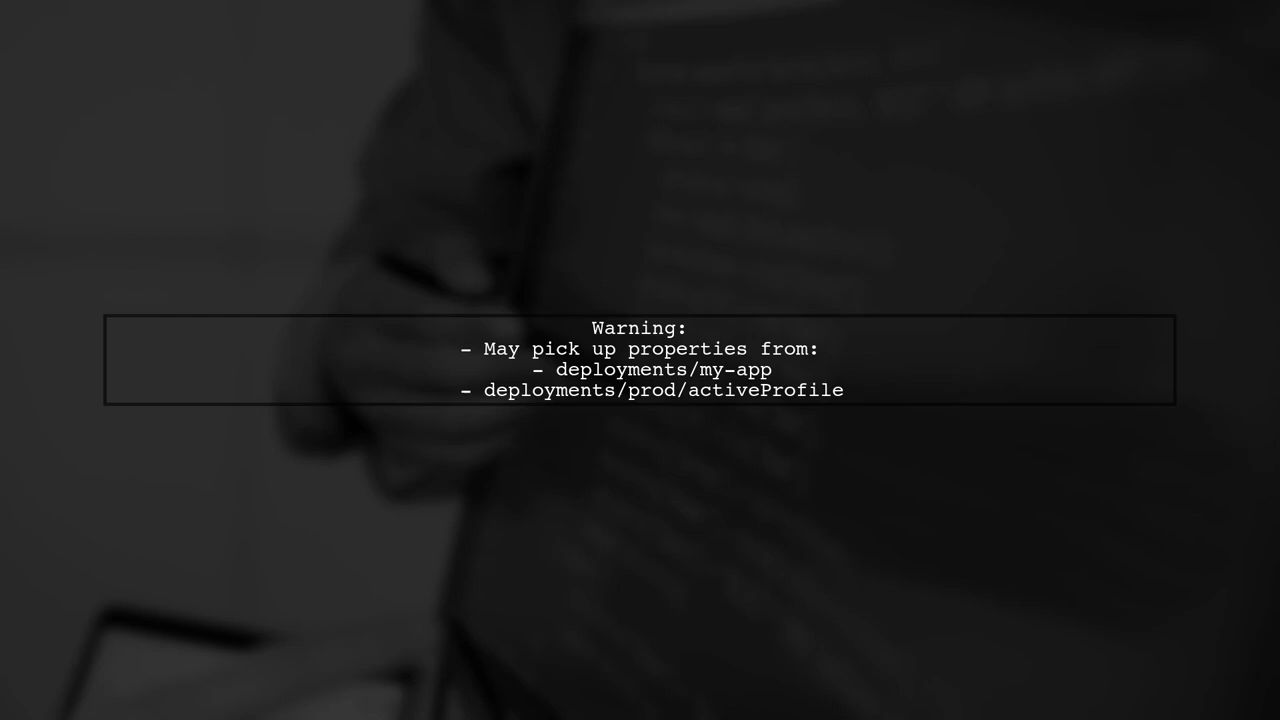 Warning:
- May pick up properties from:
- deployments/my-app
- deployments/prod/activeProfile